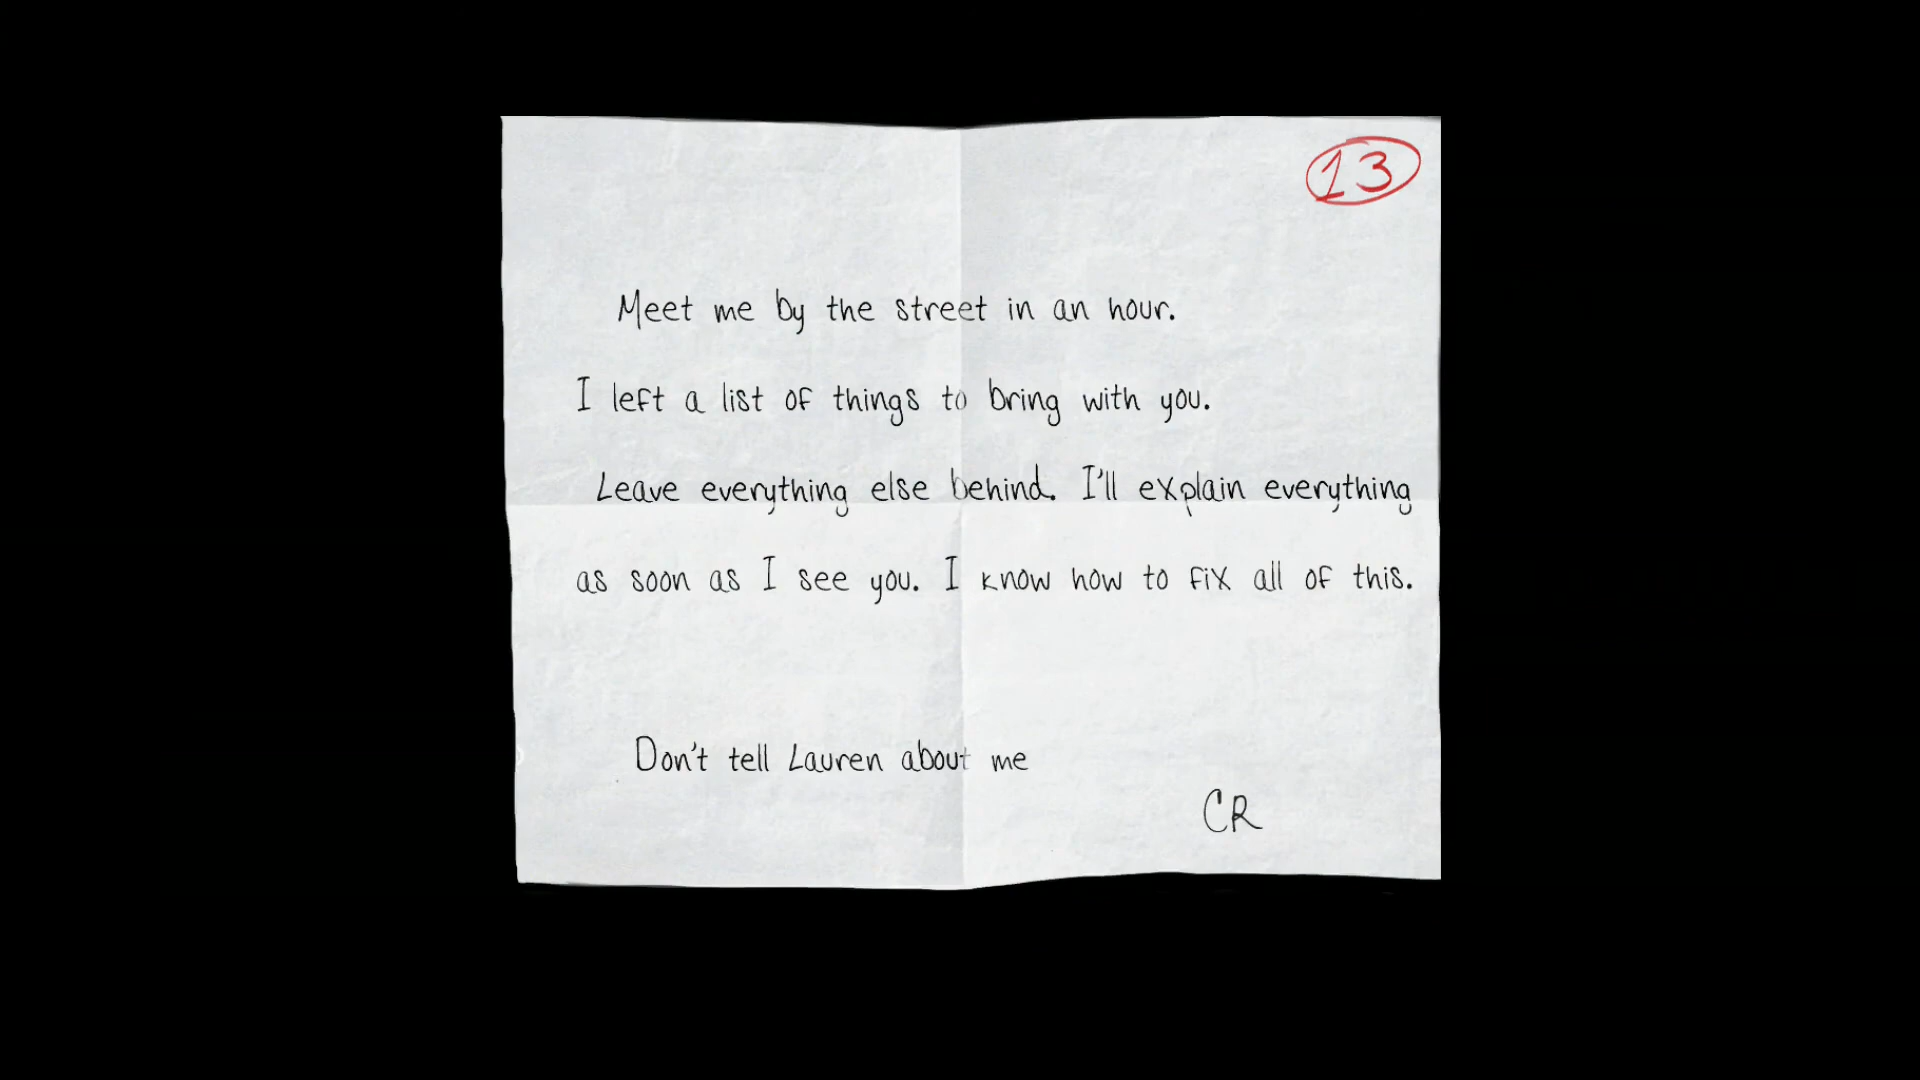 13
Meet me by the street in an hour.
I left a list of things to bring with you.
Leave everything else behind. I'll explain everything
as soon as I see you. I know how to fix all of this.
Don't tell Lauren about me
CR